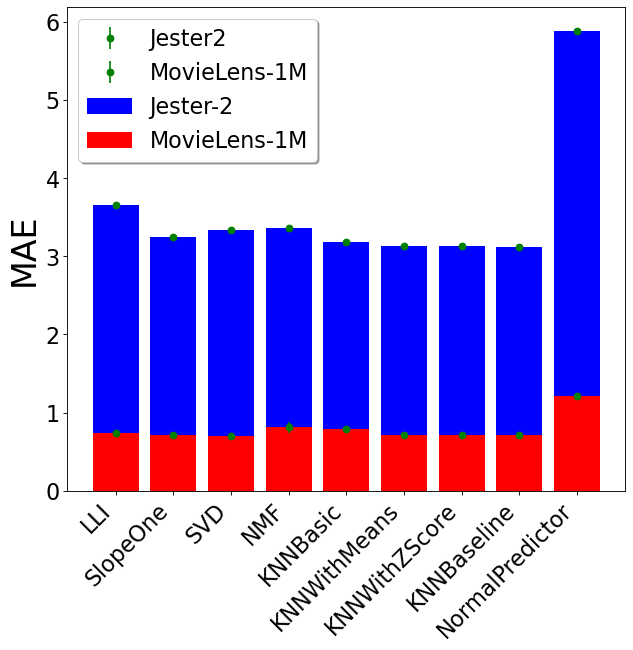 6
5
4
3
2
1
0
MAE
Jester2
MovieLens-1M
Jester-2
MovieLens-1M
LLI
SlopeOne
SVD
NMF
KNNBasic
KNNWithMeans
KNNWithZScore
KNNBaseline
NormalPredictor